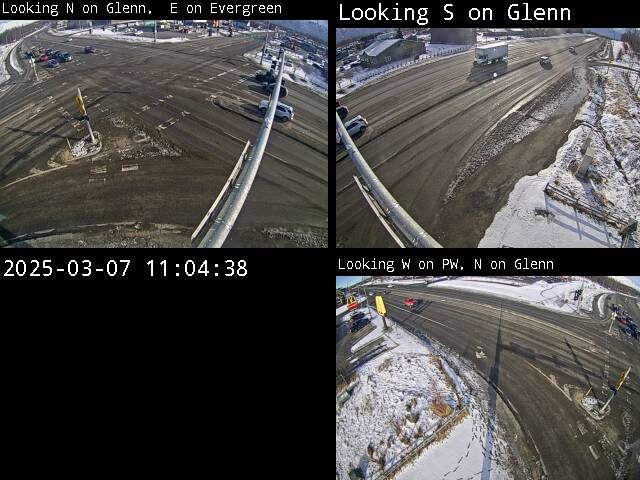 Looking N on Glenn,  E on Evergreen
Looking S on Glenn
2025-03-07 11:04:38
Looking W on PW, N on Glenn